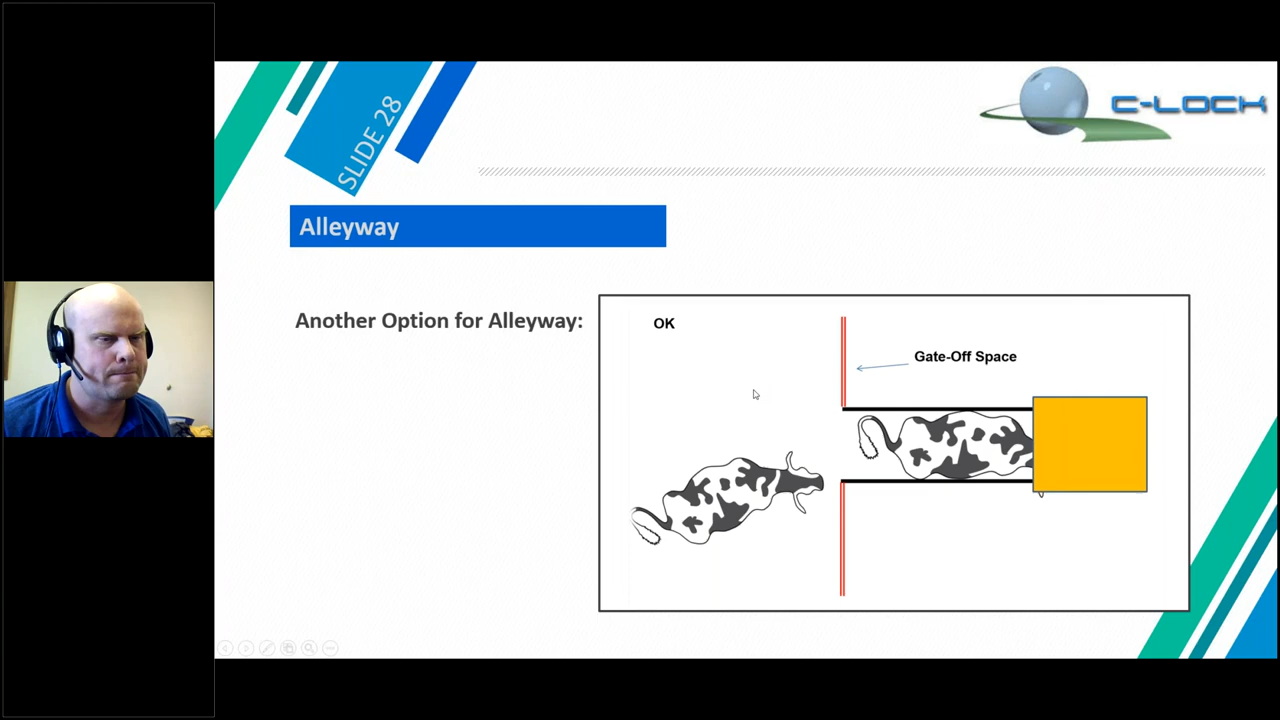 SLIDE 28
C-LOCK
Alleyway
Another Option for Alleyway:
OK
Gate-Off Space